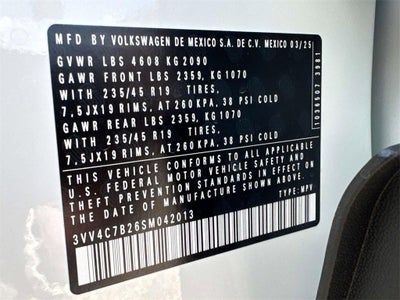 MFD BY VOLKSWAGEN DE MEXICO S.A. DE C.V. MEXICO 03/25
GVWR LBS 4608 KG 2090
GAWR FRONT LBS 2359, KG 1070
WITH 235/45 R19 TIRES,
7,5JX19 RIMS, AT 260 KPA, 38 PSI COLD
GAWR REAR LBS 2359, KG 1070
WITH 235/45 R19 TIRES,
7,5JX19 RIMS, AT 260 KPA, 38 PSI COLD
THIS VEHICLE CONFORMS TO ALL APPLICABLE
U.S. FEDERAL MOTOR VEHICLE SAFETY AND
THEFT PREVENTION STANDARDS IN EFFECT ON
THE DATE OF MANUFACTURE SHOWN ABOVE.
3VV4C7B26SM042013 TYPE: MPV
1038507 3981